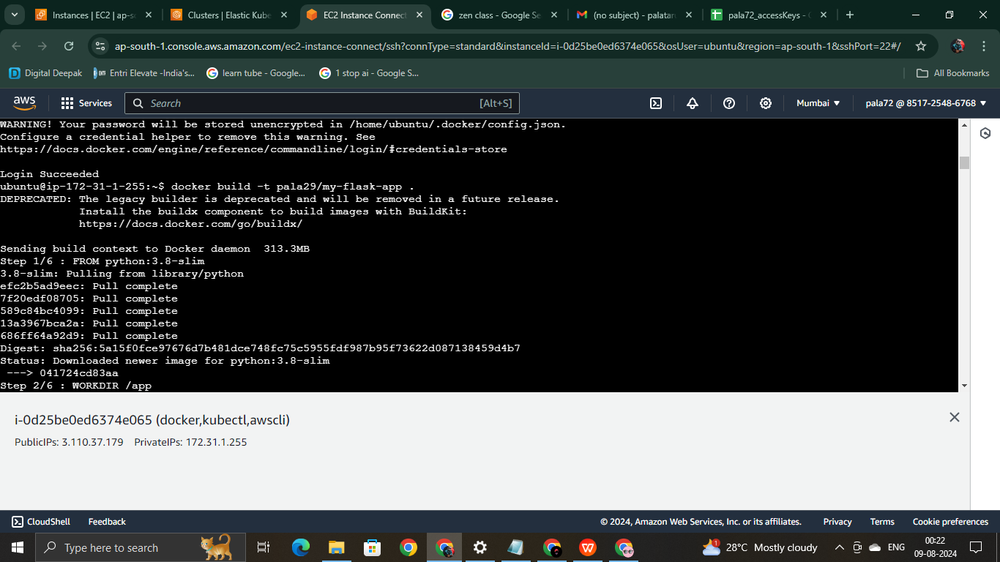 Instances | EC2 | ap-s
Clusters | Elastic Kube
EC2 Instance Connect
zen class - Google Se
(no subject) - palatar
pala72_accessKeys -
ap-south-1.console.aws.amazon.com/ec2-instance-connect/ssh?connType=standard&instanceId=i-0d25be0ed6374e065&osUser=ubuntu&region=ap-south-1&sshPort=22#/
Digital Deepak
Entri Elevate -India's...
learn tube - Google...
1 stop ai - Google S...
All Bookmarks
aws
Services
Search
[Alt+S]
Mumbai
pala72 @ 8517-2548-6768
WARNING! Your password will be stored unencrypted in /home/ubuntu/.docker/config.json.
Configure a credential helper to remove this warning. See
https://docs.docker.com/engine/reference/commandline/login/#credentials-store
Login Succeeded
ubuntu@ip-172-31-1-255:~$ docker build -t pala29/my-flask-app .
DEPRECATED: The legacy builder is deprecated and will be removed in a future release.
Install the buildx component to build images with BuildKit:
https://docs.docker.com/go/buildx/
Sending build context to Docker daemon  313.3MB
Step 1/6 : FROM python:3.8-slim
3.8-slim: Pulling from library/python
efc2b5ad9eec: Pull complete
7f20edf08705: Pull complete
589c84bc4099: Pull complete
13a3967bca2a: Pull complete
686ff64a92d9: Pull complete
Digest: sha256:5a15f0fce97676d7b481dce748fc75c5955fdf987b95f73622d087138459d4b7
Status: Downloaded newer image for python:3.8-slim
---> 041724cd83aa
Step 2/6 : WORKDIR /app
i-0d25be0ed6374e065 (docker,kubectl,awscli)
PublicIPs: 3.110.37.179 PrivateIPs: 172.31.1.255
CloudShell
Feedback
© 2024, Amazon Web Services, Inc. or its affiliates.
Privacy
Terms
Cookie preferences
Type here to search
1
28°C Mostly cloudy
ENG
00:22
09-08-2024